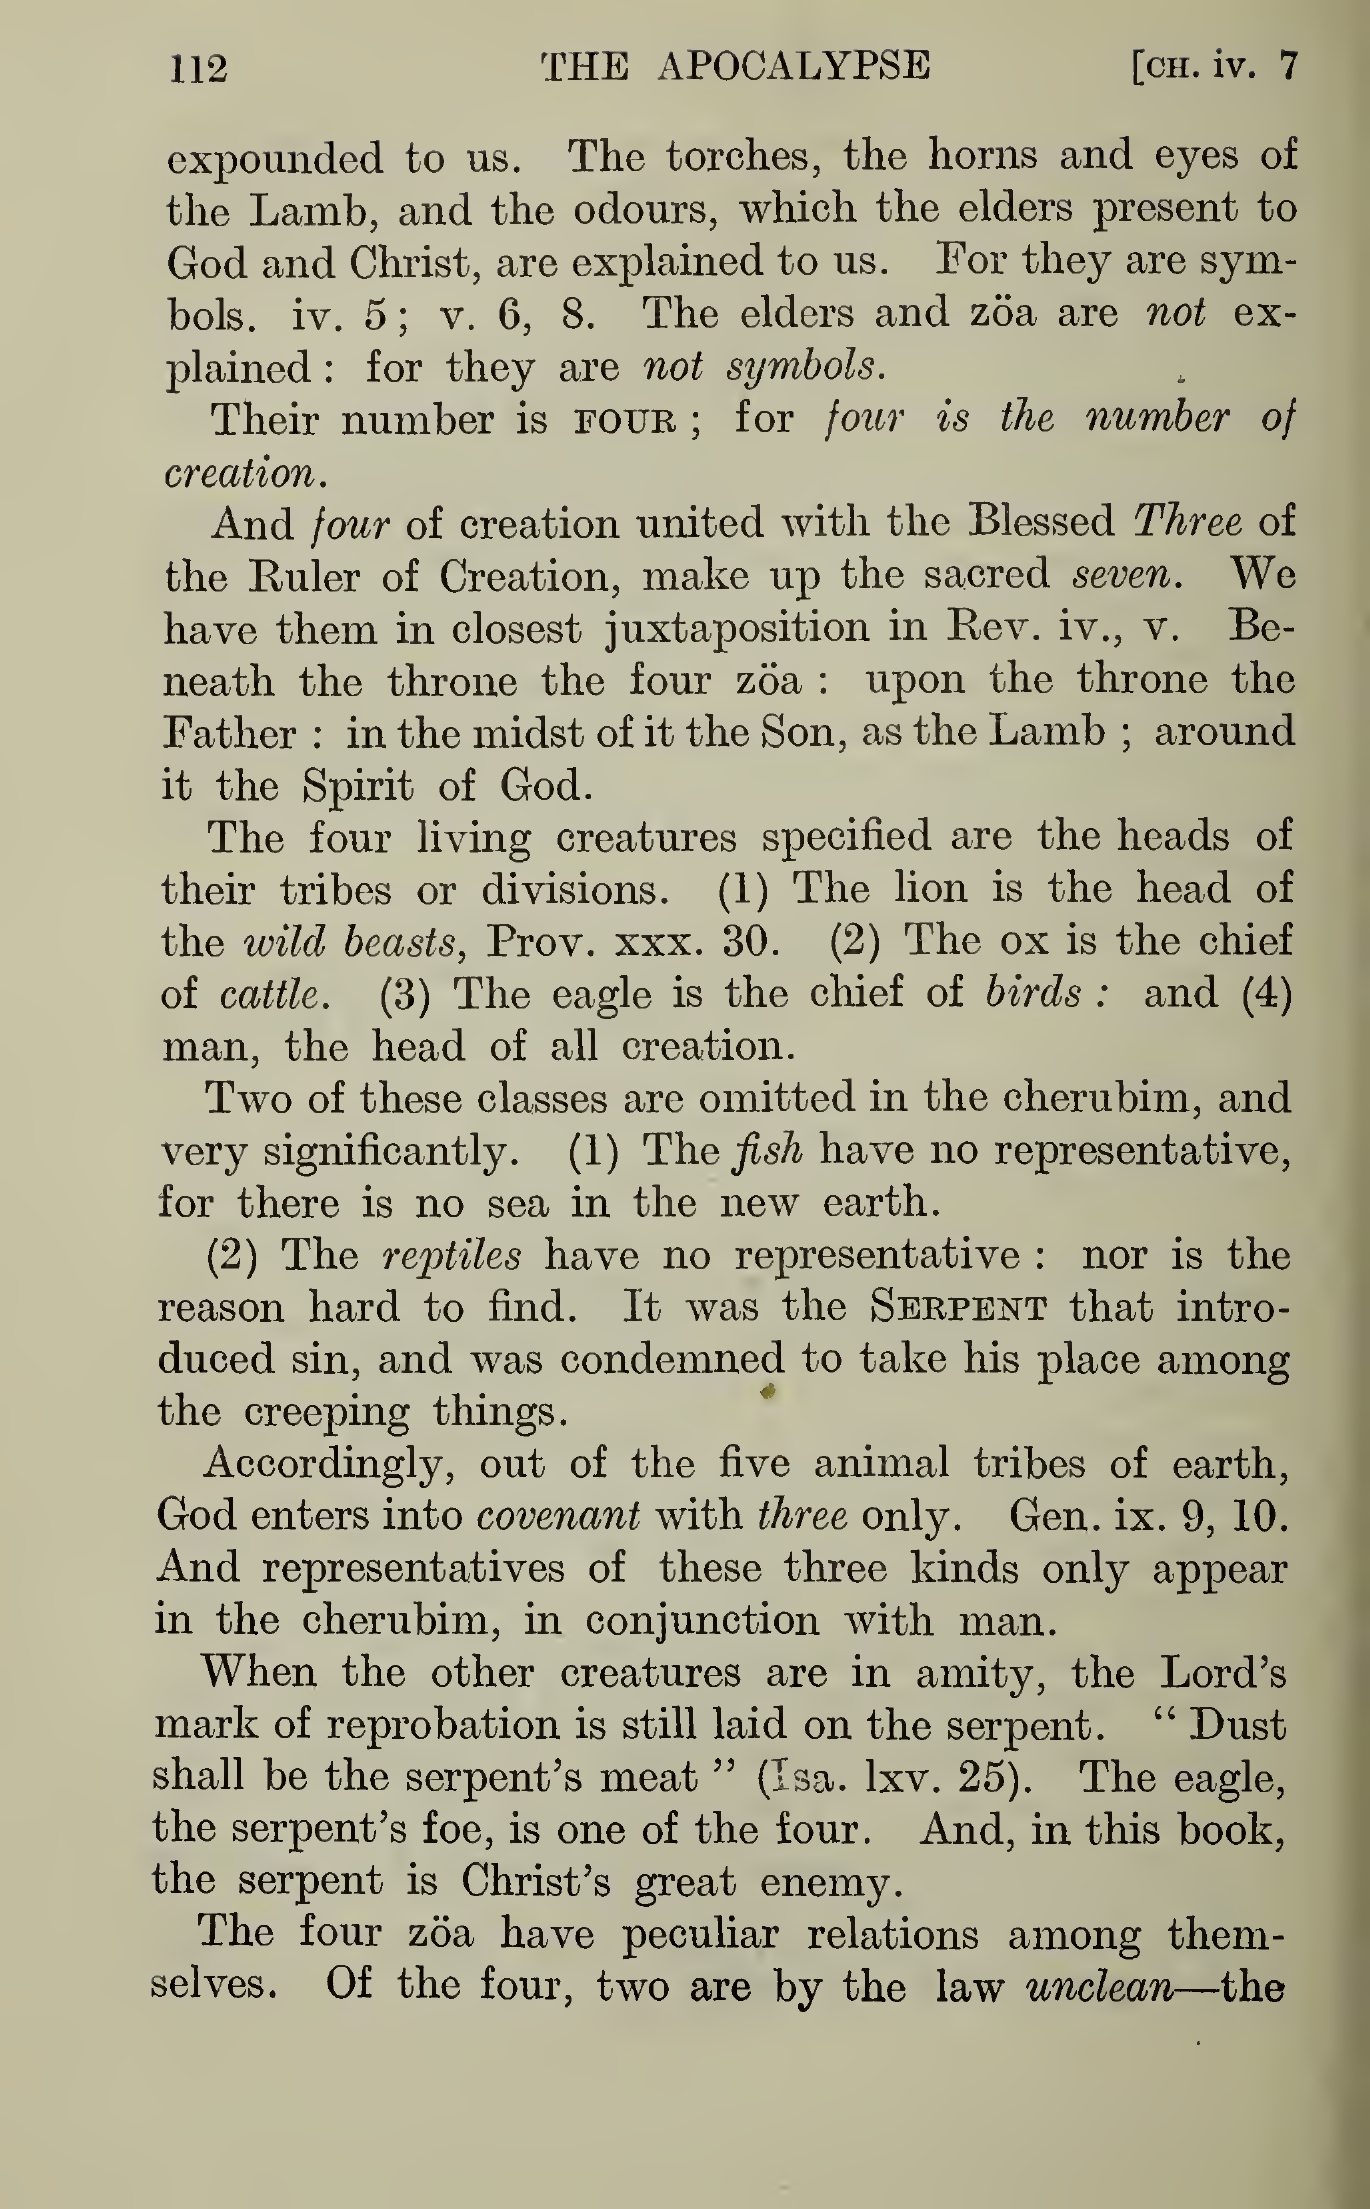 112 THE APOCALYPSE [CH. iv. 7
expounded to us. The torches, the horns and eyes of
the Lamb, and the odours, which the elders present to
God and Christ, are explained to us. For they are sym-
bols. iv. 5; v. 6, 8. The elders and zöa are not ex-
plained: for they are not symbols.
Their number is FOUR; for four is the number of
creation.
And four of creation united with the Blessed Three of
the Ruler of Creation, make up the sacred seven. We
have them in closest juxtaposition in Rev. iv., v. Be-
neath the throne the four zöa: upon the throne the
Father: in the midst of it the Son, as the Lamb; around
it the Spirit of God.
The four living creatures specified are the heads of
their tribes or divisions. (1) The lion is the head of
the wild beasts, Prov. xxx. 30. (2) The ox is the chief
of cattle. (3) The eagle is the chief of birds: and (4)
man, the head of all creation.
Two of these classes are omitted in the cherubim, and
very significantly. (1) The fish have no representative,
for there is no sea in the new earth.
(2) The reptiles have no representative: nor is the
reason hard to find. It was the SERPENT that intro-
duced sin, and was condemned to take his place among
the creeping things.
Accordingly, out of the five animal tribes of earth,
God enters into covenant with three only. Gen. ix. 9, 10.
And representatives of these three kinds only appear
in the cherubim, in conjunction with man.
When the other creatures are in amity, the Lord's
mark of reprobation is still laid on the serpent. "Dust
shall be the serpent's meat" (Isa. lxv. 25). The eagle,
the serpent's foe, is one of the four. And, in this book,
the serpent is Christ's great enemy.
The four zöa have peculiar relations among them-
selves. Of the four, two are by the law unclean—the